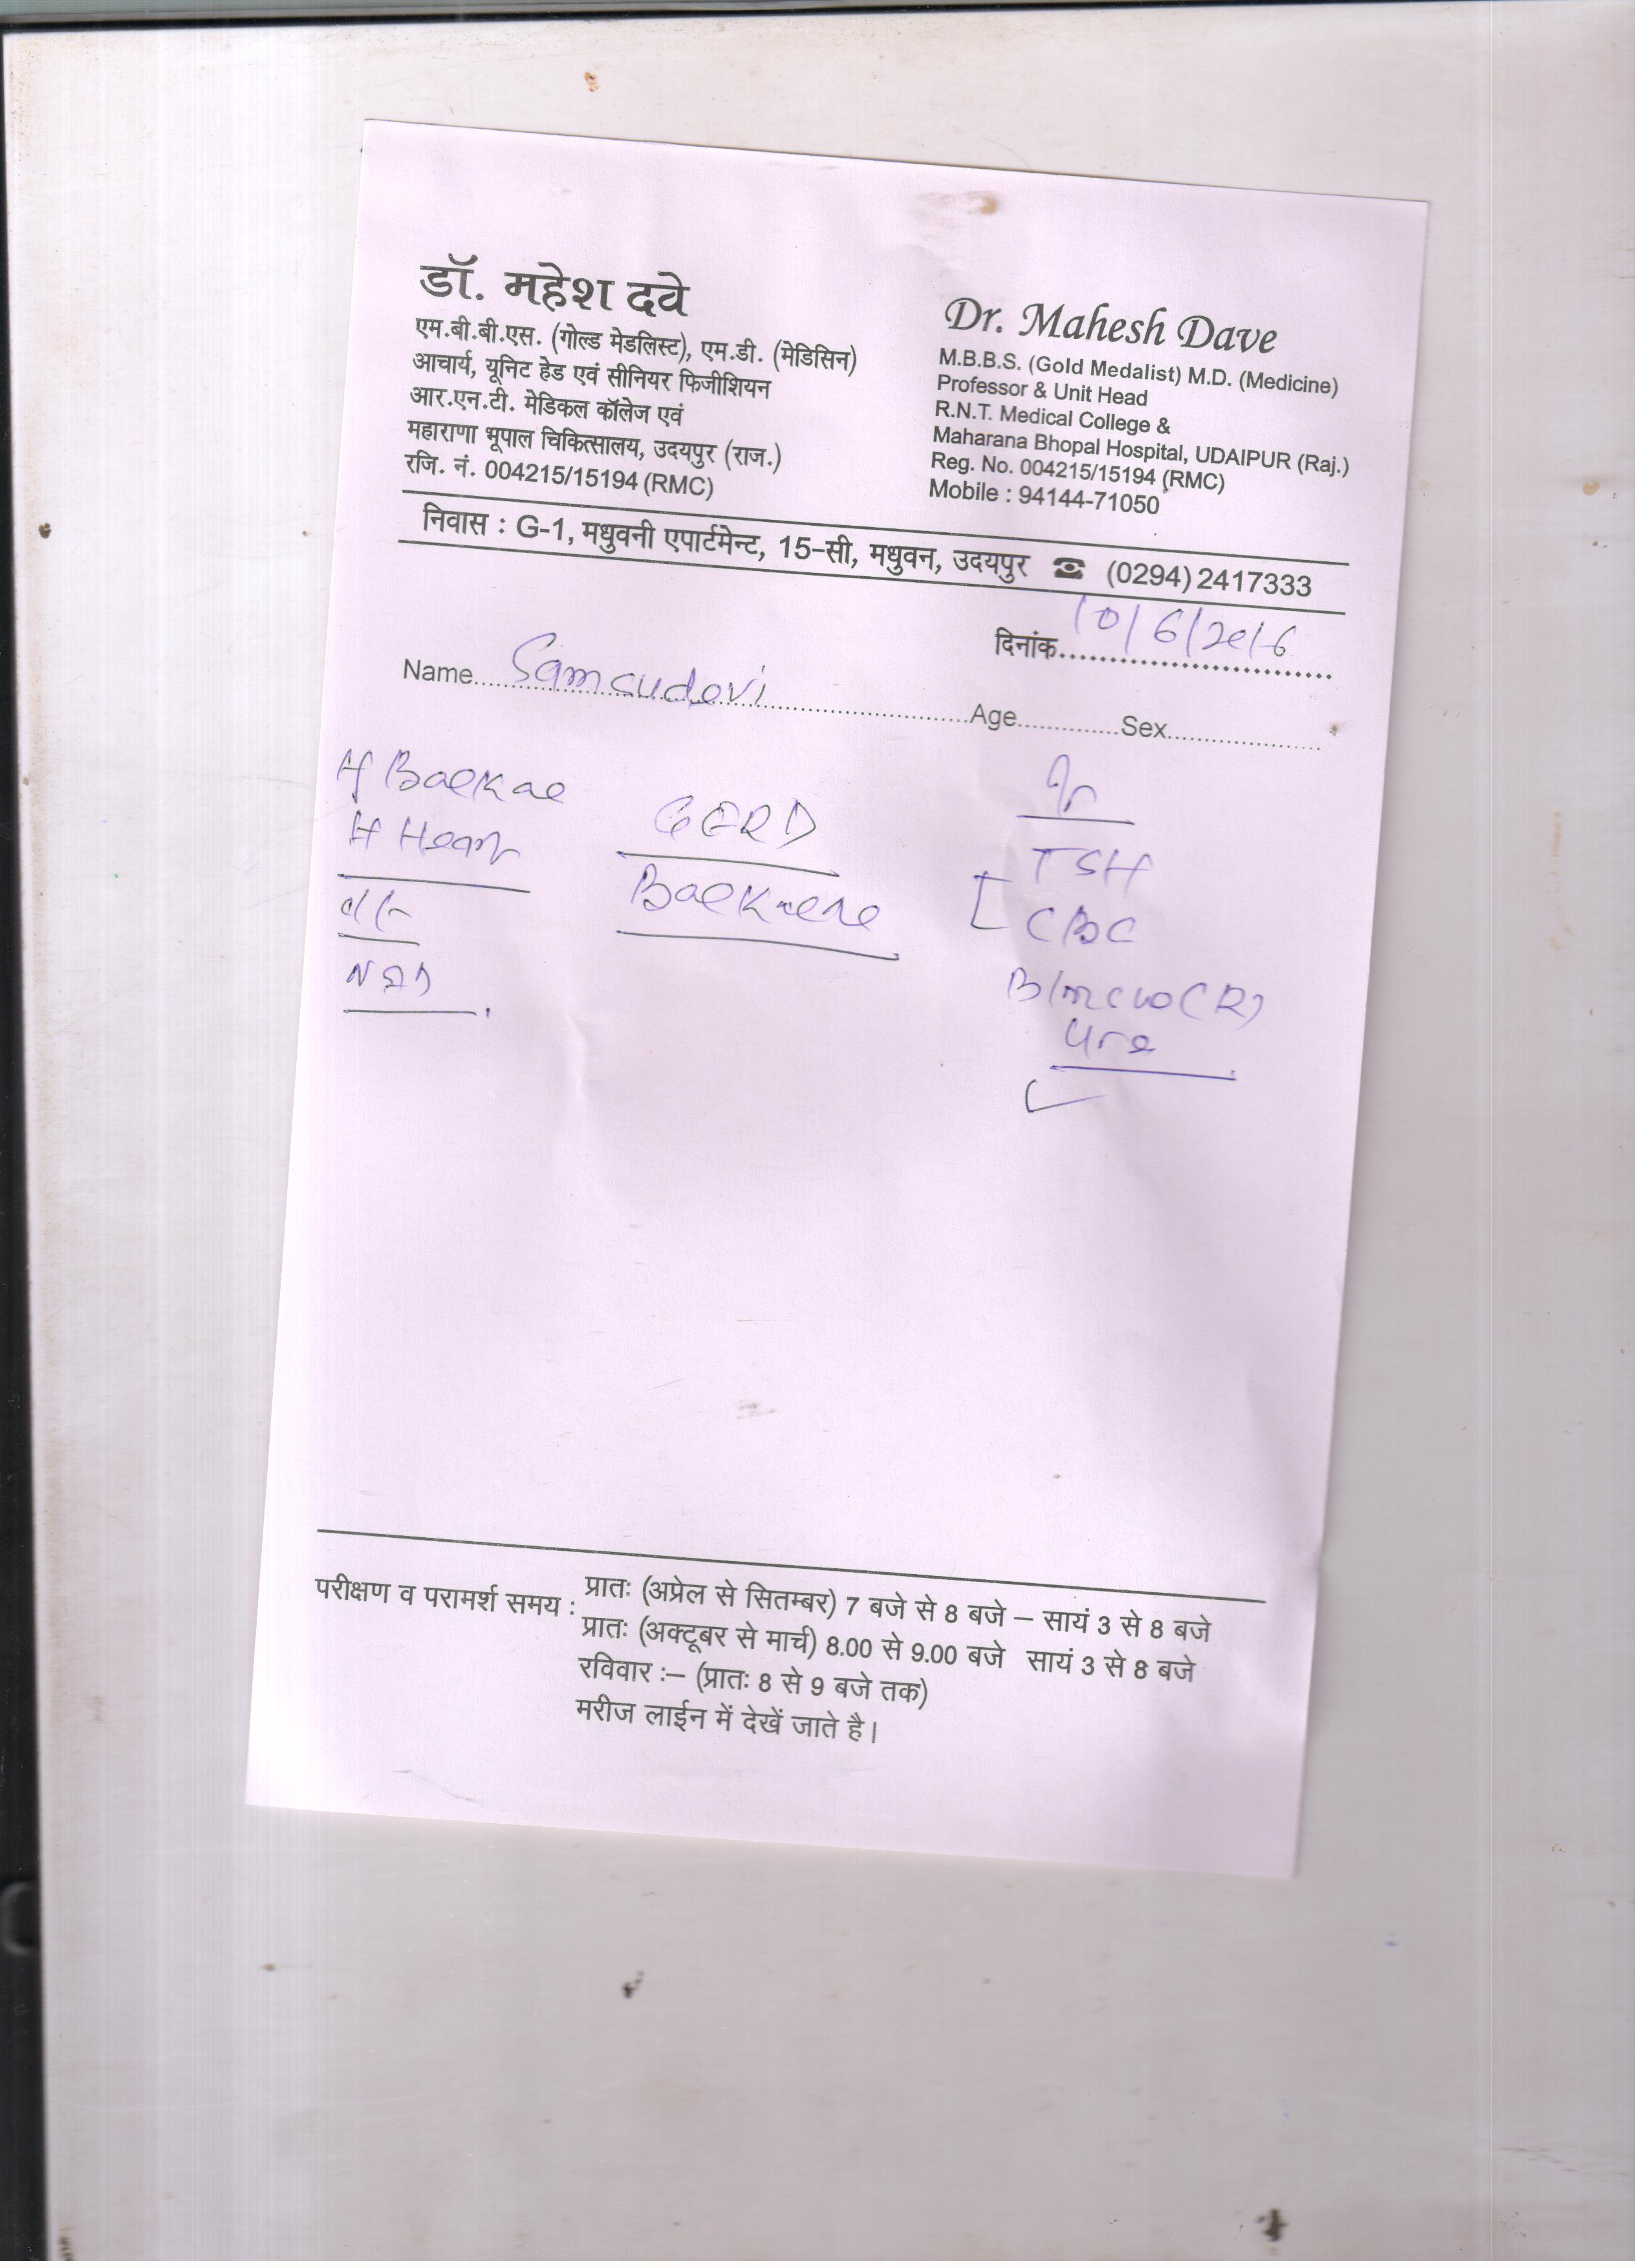 डॉ. महेश दवे
एम.बी.बी.एस. (गोल्ड मेडलिस्ट), एम.डी. (मेडिसिन)
आचार्य, यूनिट हेड एवं सीनियर फिजीशियन
आर.एन.टी. मेडिकल कॉलेज एवं
महाराणा भूपाल चिकित्सालय, उदयपुर (राज.)
रजि. नं. 004215/15194 (RMC)
Dr. Mahesh Dave
M.B.B.S. (Gold Medalist) M.D. (Medicine)
Professor & Unit Head
R.N.T. Medical College &
Maharana Bhopal Hospital, UDAIPUR (Raj.)
Reg. No. 004215/15194 (RMC)
Mobile : 94144-71050
निवास : G-1, मधुवनी एपार्टमेन्ट, 15-सी, मधुवन, उदयपुर ☎ (0294) 2417333
दिनांक 10/6/2016
Name Samsudevi Age Sex
GERD
TSH
CBC
परीक्षण व परामर्श समय : प्रातः (अप्रेल से सितम्बर) 7 बजे से 8 बजे – सायं 3 से 8 बजे
प्रातः (अक्टूबर से मार्च) 8.00 से 9.00 बजे सायं 3 से 8 बजे
रविवार :– (प्रातः 8 से 9 बजे तक)
मरीज लाईन में देखें जाते है।